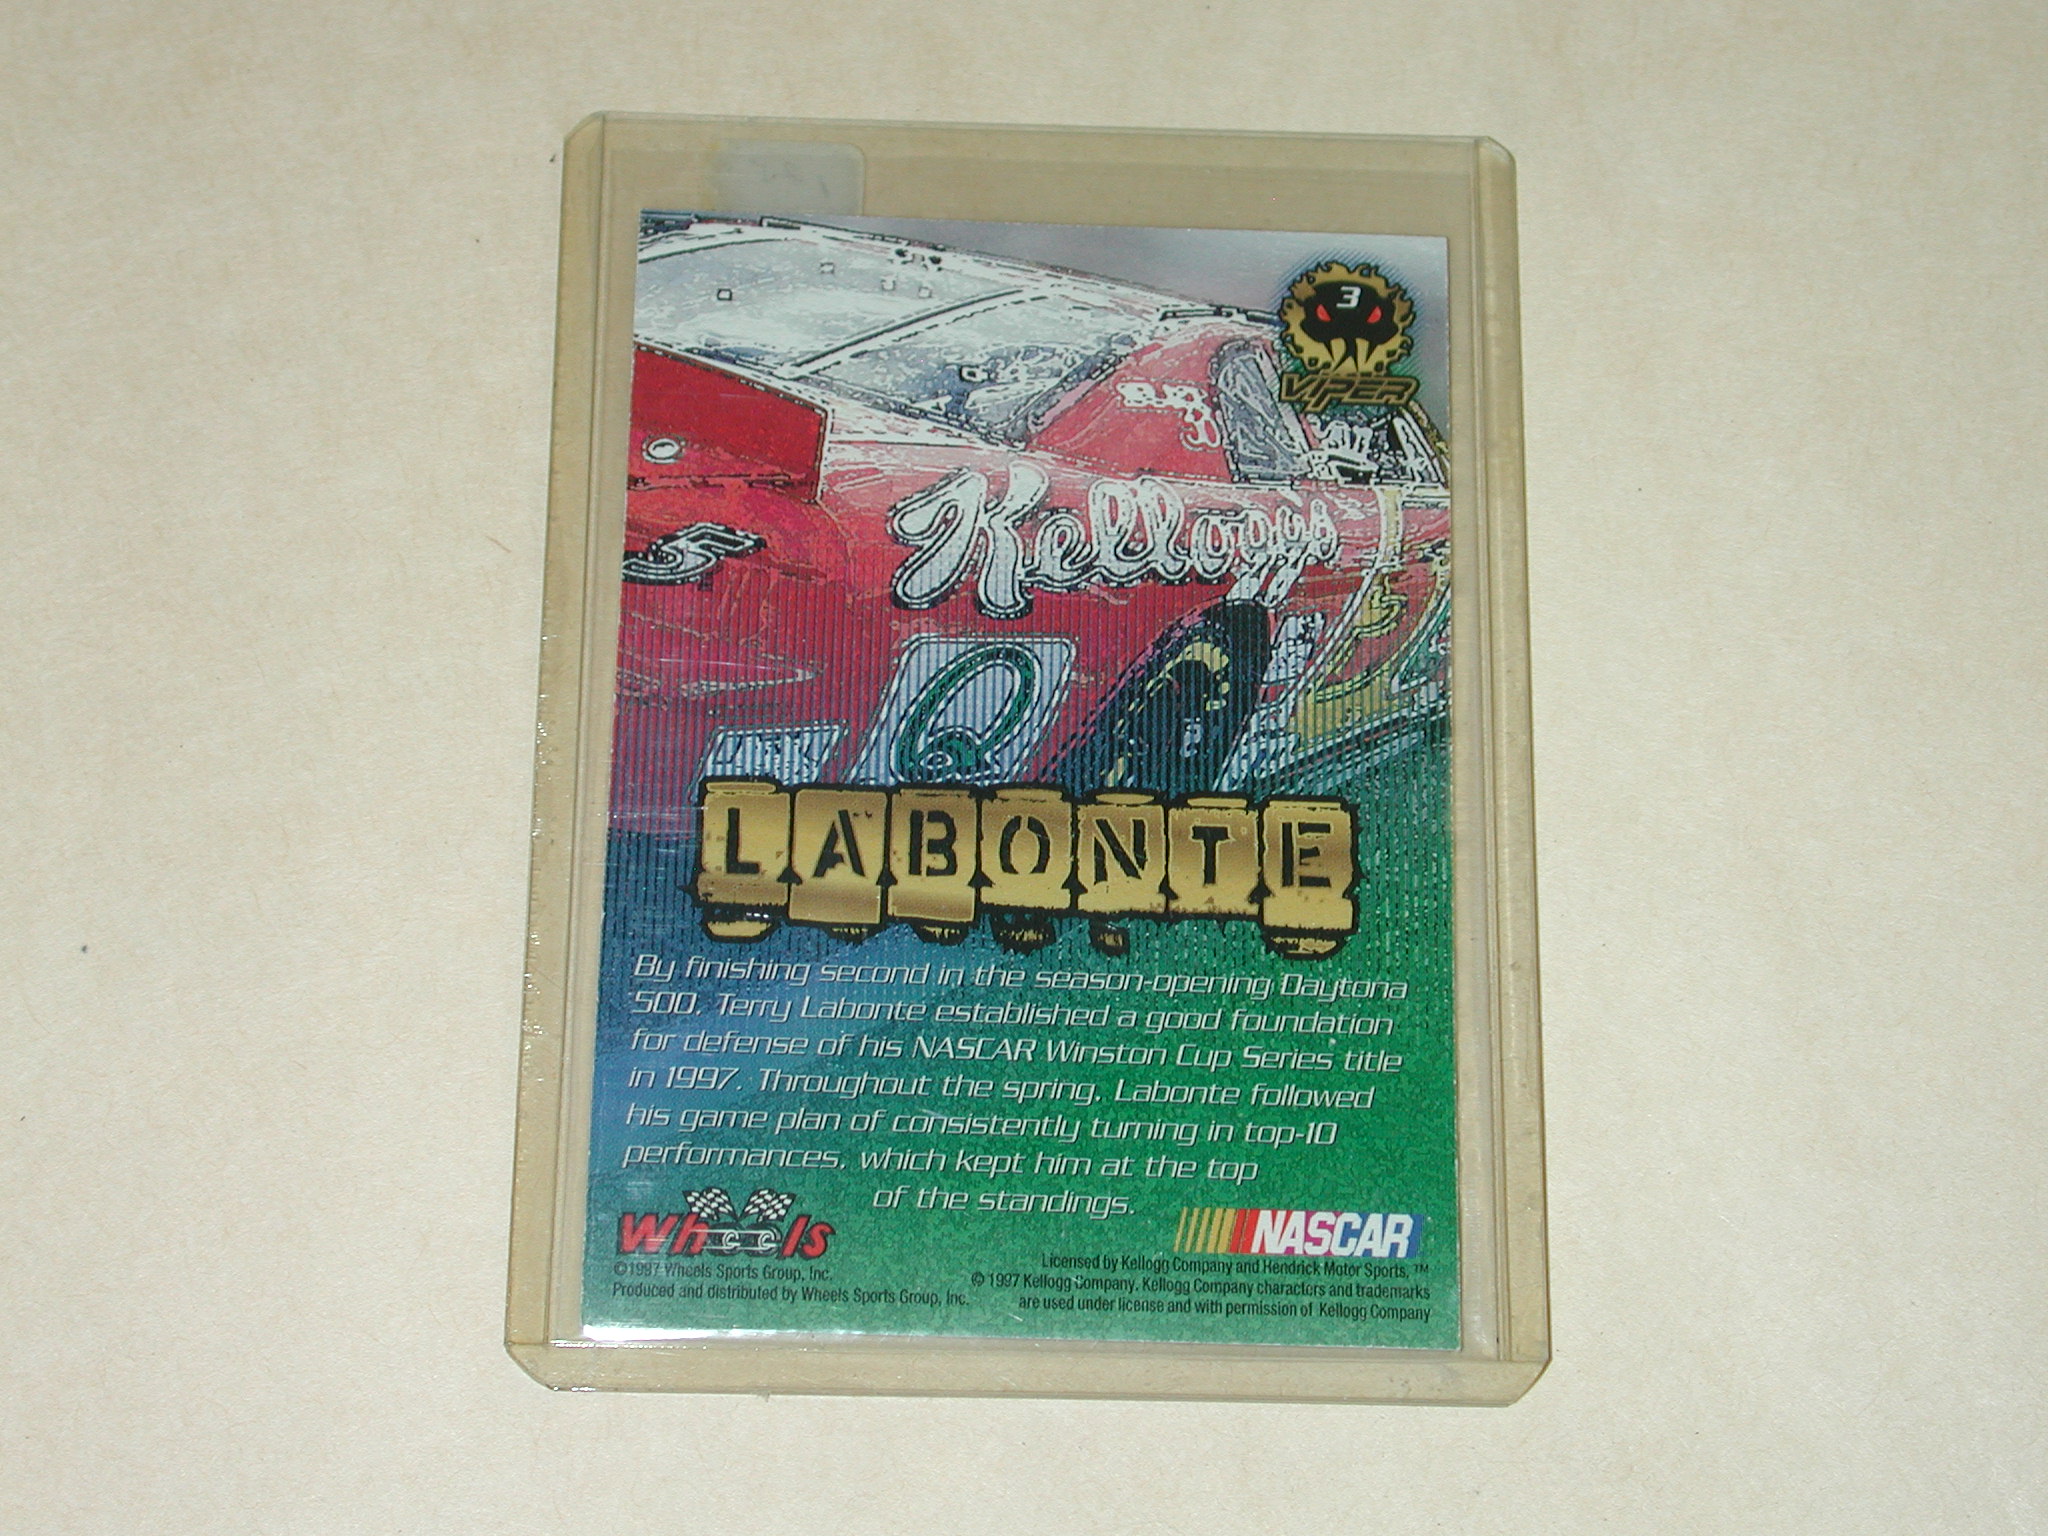 3
VIPER
Kellogg's
5
Q
LABONTE
By finishing second in the season-opening Daytona
500, Terry Labonte established a good foundation
for defense of his NASCAR Winston Cup Series title
in 1997. Throughout the spring, Labonte followed
his game plan of consistently turning in top-10
performances, which kept him at the top
of the standings.
Wheels
NASCAR
©1997 Wheels Sports Group, Inc.
Produced and distributed by Wheels Sports Group, Inc.
Licensed by Kellogg Company and Hendrick Motor Sports, ™
© 1997 Kellogg Company. Kellogg Company characters and trademarks
are used under license and with permission of Kellogg Company